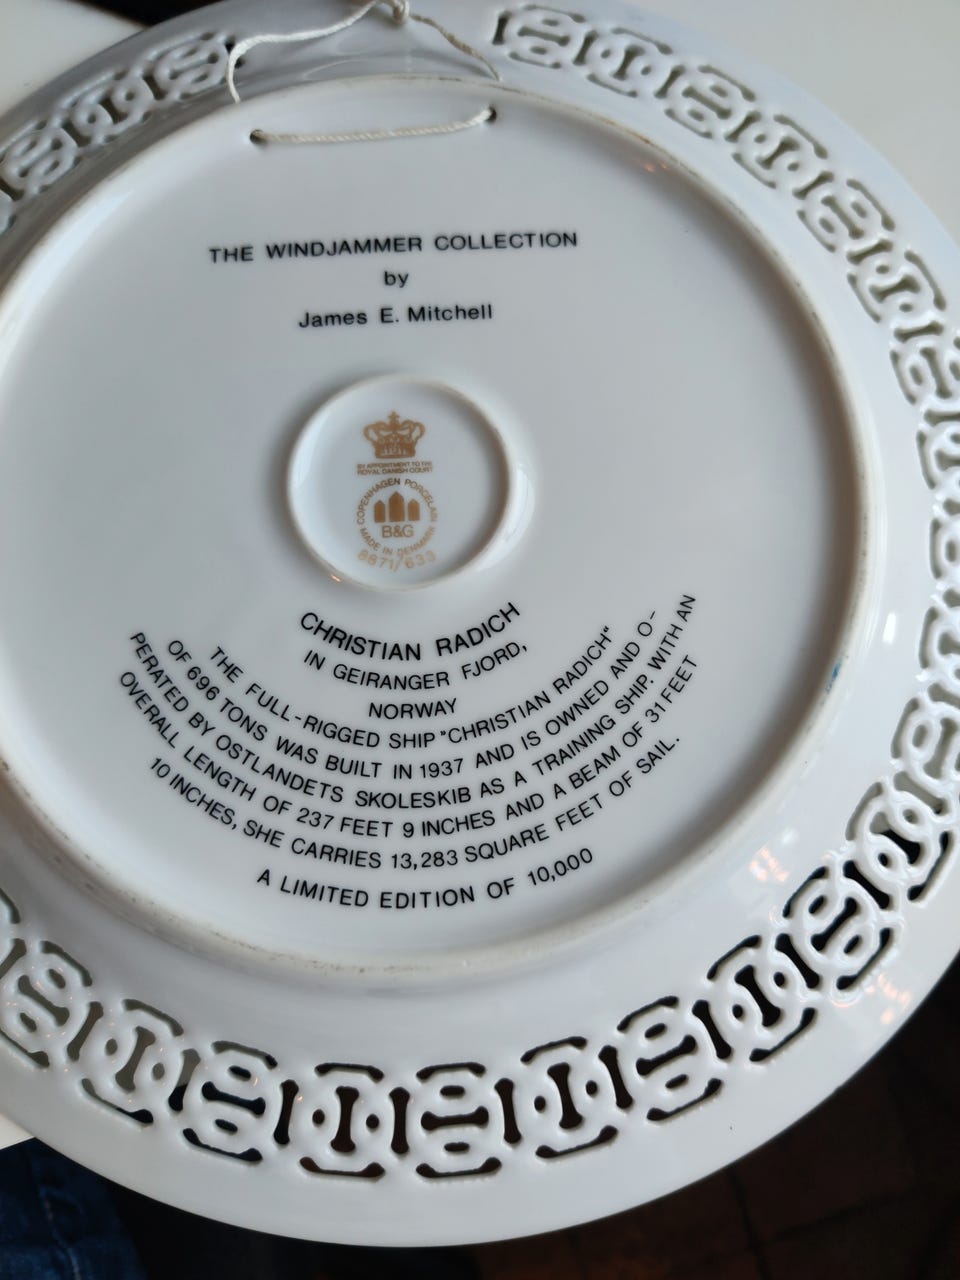 THE WINDJAMMER COLLECTION
by
James E. Mitchell
BY APPOINTMENT TO THE
ROYAL DANISH COURT
COPENHAGEN PORCELAIN
B&G
MADE IN DENMARK
8871/633
CHRISTIAN RADICH
IN GEIRANGER FJORD,
NORWAY
THE FULL-RIGGED SHIP "CHRISTIAN RADICH"
OF 696 TONS WAS BUILT IN 1937 AND IS OWNED AND O-
PERATED BY OSTLANDETS SKOLESKIB AS A TRAINING SHIP. WITH AN
OVERALL LENGTH OF 237 FEET 9 INCHES AND A BEAM OF 31 FEET
10 INCHES, SHE CARRIES 13,283 SQUARE FEET OF SAIL.
A LIMITED EDITION OF 10,000